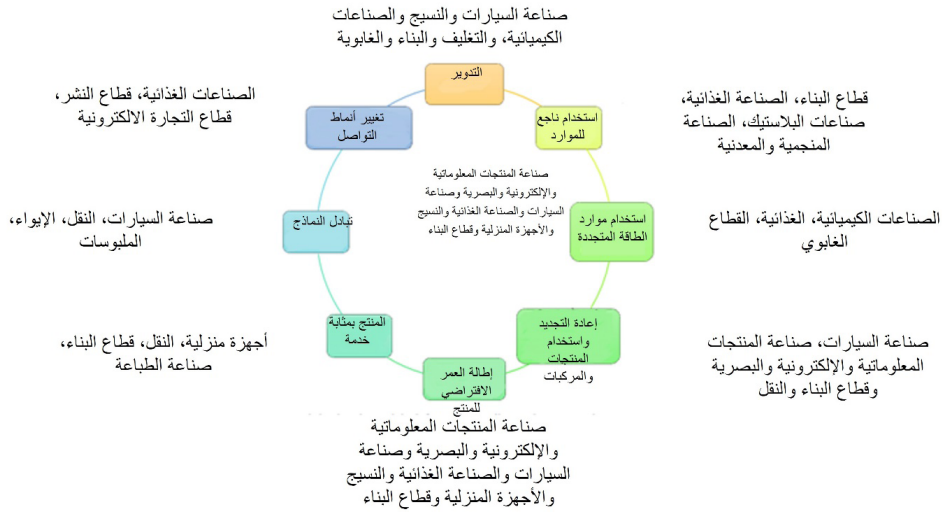 صناعة السيارات والنسيج والصناعات
الكيميائية، والتغليف والبناء والغابوية
التدوير
استخدام ناجع
للموارد
قطاع البناء، الصناعة الغذائية،
صناعات البلاستيك، الصناعة
المنجمية والمعدنية
استخدام موارد
الطاقة المتجددة
الصناعات الكيميائية، الغذائية، القطاع
الغابوي
إعادة التجديد
واستخدام
المنتجات
والمركبات
صناعة السيارات، صناعة المنتجات
المعلوماتية والإلكترونية والبصرية
وقطاع البناء والنقل
إطالة العمر
الافتراضي
للمنتج
صناعة المنتجات المعلوماتية
والإلكترونية والبصرية وصناعة
السيارات والصناعة الغذائية والنسيج
والأجهزة المنزلية وقطاع البناء
المنتج بمثابة
خدمة
أجهزة منزلية، النقل، قطاع البناء،
صناعة الطباعة
تبادل النماذج
صناعة السيارات، النقل، الإيواء،
الملبوسات
تغيير أنماط
التواصل
الصناعات الغذائية، قطاع النشر،
قطاع التجارة الالكترونية
صناعة المنتجات المعلوماتية
والإلكترونية والبصرية وصناعة
السيارات والصناعة الغذائية والنسيج
والأجهزة المنزلية وقطاع البناء